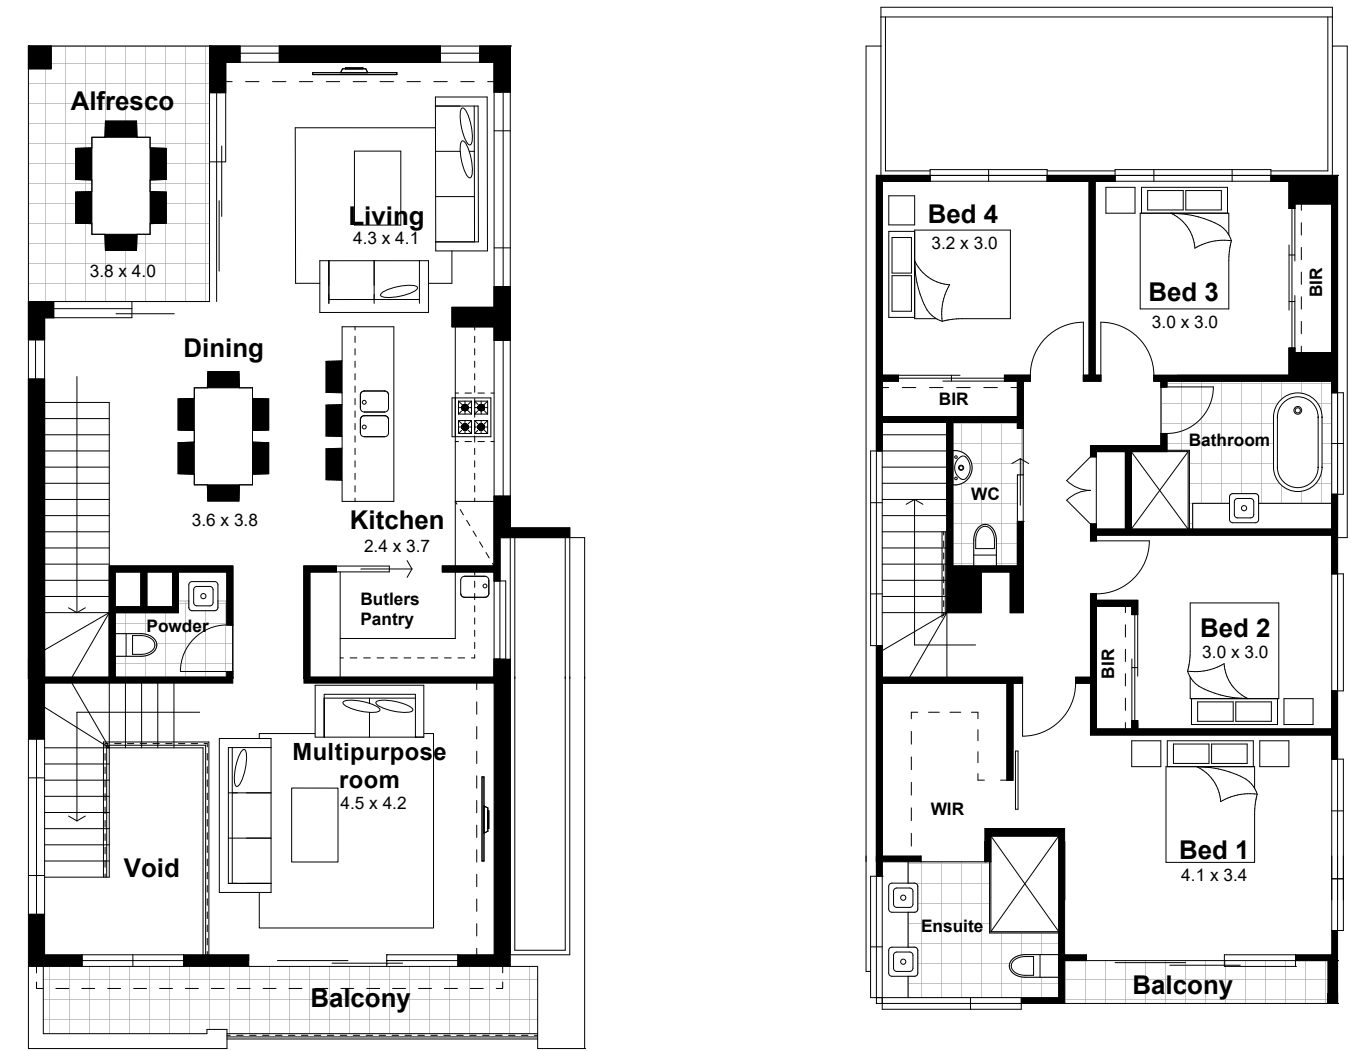 Alfresco
3.8 x 4.0
Living
4.3 x 4.1
Dining
3.6 x 3.8
Kitchen
2.4 x 3.7
Butlers
Pantry
Powder
Multipurpose
room
4.5 x 4.2
Void
Balcony
Bed 4
3.2 x 3.0
Bed 3
3.0 x 3.0
BIR
BIR
Bathroom
WC
Bed 2
3.0 x 3.0
BIR
WIR
Bed 1
4.1 x 3.4
Ensuite
Balcony